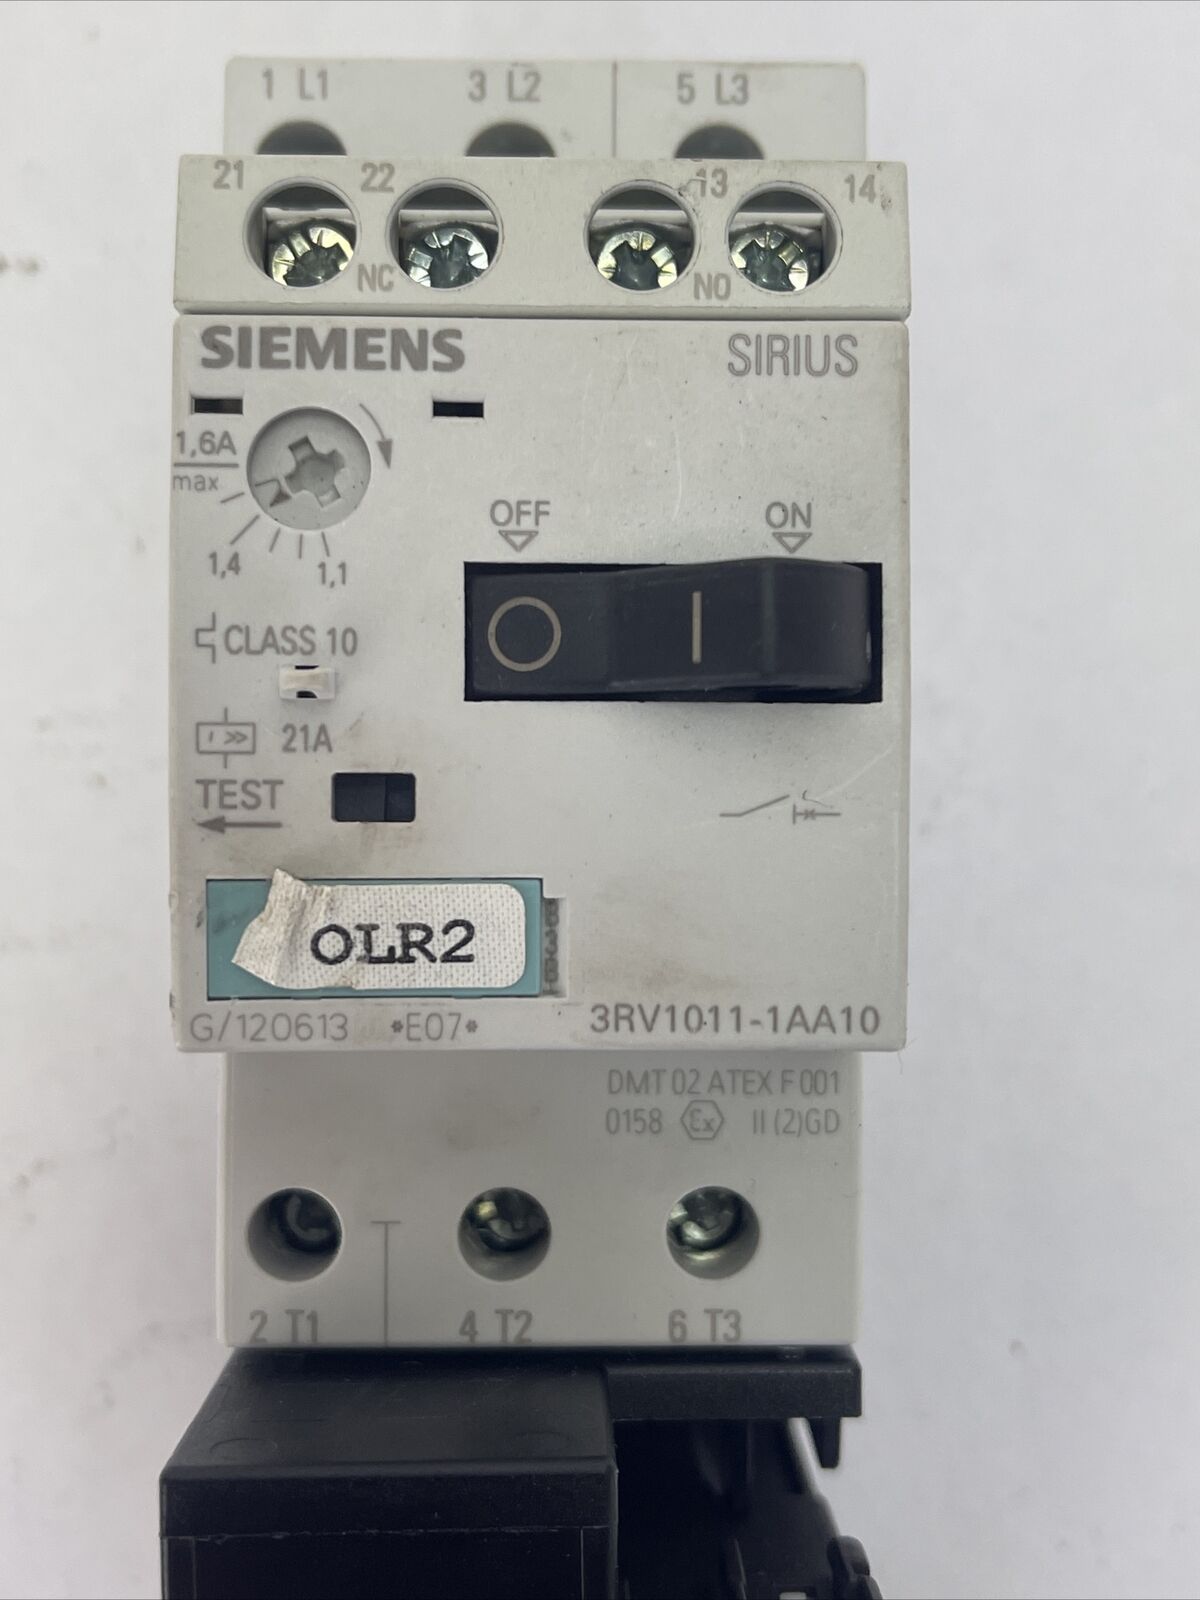 1 L1 3 L2 5 L3
21 22 13 14
NC NO
SIEMENS SIRIUS
1,6A
max
1,4 1,1
OFF ON
CLASS 10
I >> 21A
TEST
OLR2
G/120613 *E07* 3RV1011-1AA10
DMT 02 ATEX F 001
0158 Ex II (2)GD
2 T1 4 T2 6 T3